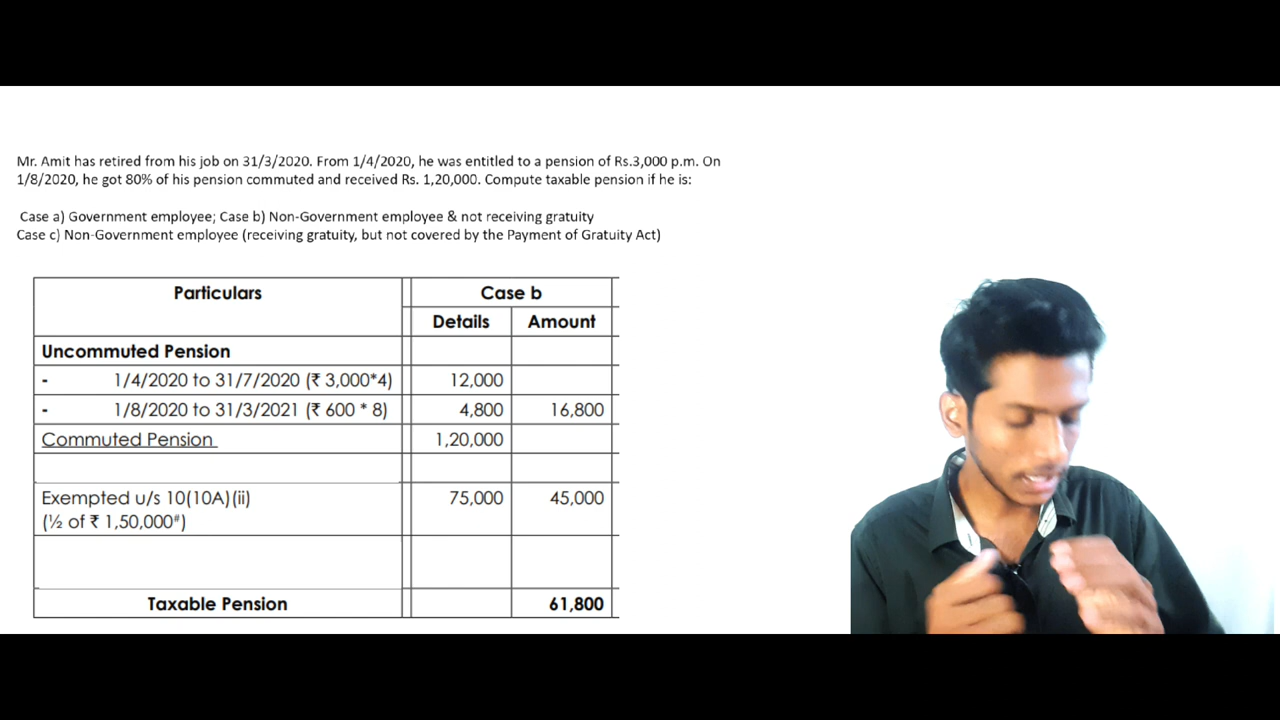 Mr. Amit has retired from his job on 31/3/2020. From 1/4/2020, he was entitled to a pension of Rs.3,000 p.m. On
1/8/2020, he got 80% of his pension commuted and received Rs. 1,20,000. Compute taxable pension if he is:
Case a) Government employee; Case b) Non-Government employee & not receiving gratuity
Case c) Non-Government employee (receiving gratuity, but not covered by the Payment of Gratuity Act)
Particulars Case b
Details Amount
Uncommuted Pension
- 1/4/2020 to 31/7/2020 (₹ 3,000*4) 12,000
- 1/8/2020 to 31/3/2021 (₹ 600 * 8) 4,800 16,800
Commuted Pension 1,20,000
Exempted u/s 10(10A)(ii) 75,000 45,000
(½ of ₹ 1,50,000#)
Taxable Pension 61,800